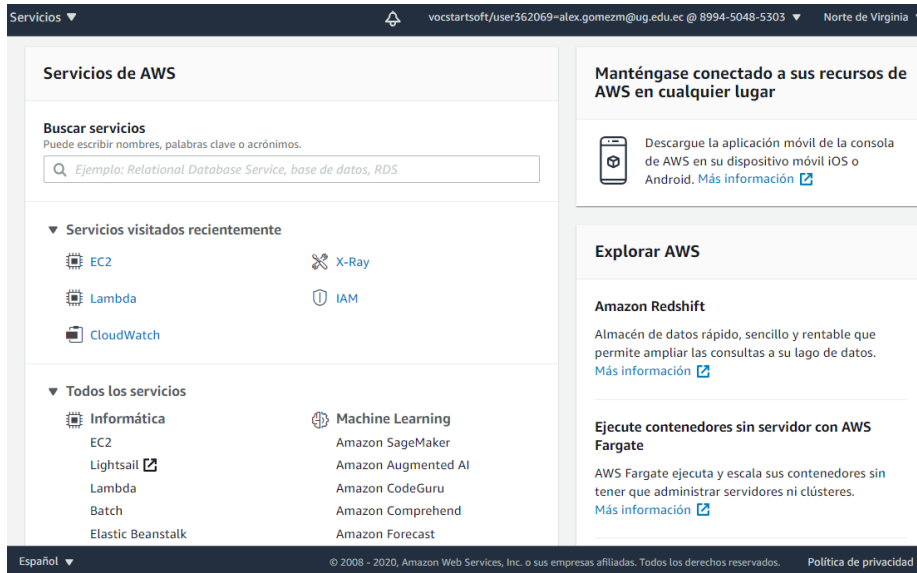 Servicios ▼
vocstartsoft/user362069=alex.gomezm@ug.edu.ec @ 8994-5048-5303 ▼
Norte de Virginia
Servicios de AWS
Buscar servicios
Puede escribir nombres, palabras clave o acrónimos.
Ejemplo: Relational Database Service, base de datos, RDS
▼ Servicios visitados recientemente
EC2
X-Ray
Lambda
IAM
CloudWatch
▼ Todos los servicios
Informática
EC2
Lightsail
Lambda
Batch
Elastic Beanstalk
Machine Learning
Amazon SageMaker
Amazon Augmented AI
Amazon CodeGuru
Amazon Comprehend
Amazon Forecast
Manténgase conectado a sus recursos de
AWS en cualquier lugar
Descargue la aplicación móvil de la consola
de AWS en su dispositivo móvil iOS o
Android. Más información
Explorar AWS
Amazon Redshift
Almacén de datos rápido, sencillo y rentable que
permite ampliar las consultas a su lago de datos.
Más información
Ejecute contenedores sin servidor con AWS
Fargate
AWS Fargate ejecuta y escala sus contenedores sin
tener que administrar servidores ni clústeres.
Más información
Español ▼
© 2008 - 2020, Amazon Web Services, Inc. o sus empresas afiliadas. Todos los derechos reservados.
Política de privacidad